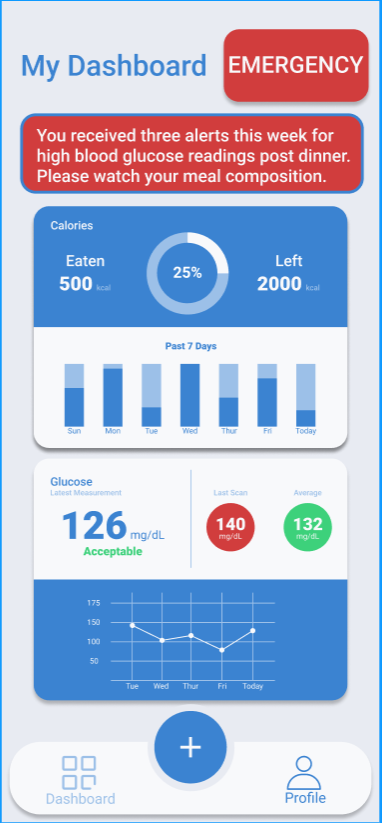 My Dashboard
EMERGENCY
You received three alerts this week for
high blood glucose readings post dinner.
Please watch your meal composition.
Calories
Eaten
500 kcal
25%
Left
2000 kcal
Past 7 Days
Sun Mon Tue Wed Thur Fri Today
Glucose
Latest Measurement
126 mg/dL
Acceptable
Last Scan
140
mg/dL
Average
132
mg/dL
175
150
100
50
Tue Wed Thur Fri Today
+
Dashboard
Profile